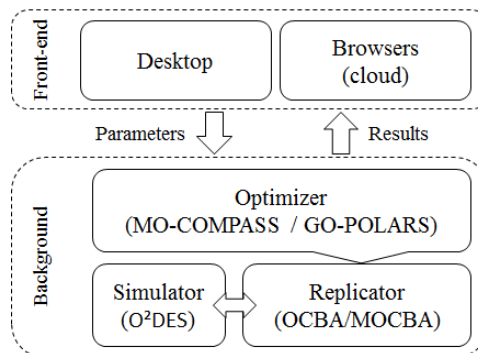 Front-end
Desktop
Browsers
(cloud)
Parameters
Results
Background
Optimizer
(MO-COMPASS / GO-POLARS)
Simulator
(O²DES)
Replicator
(OCBA/MOCBA)